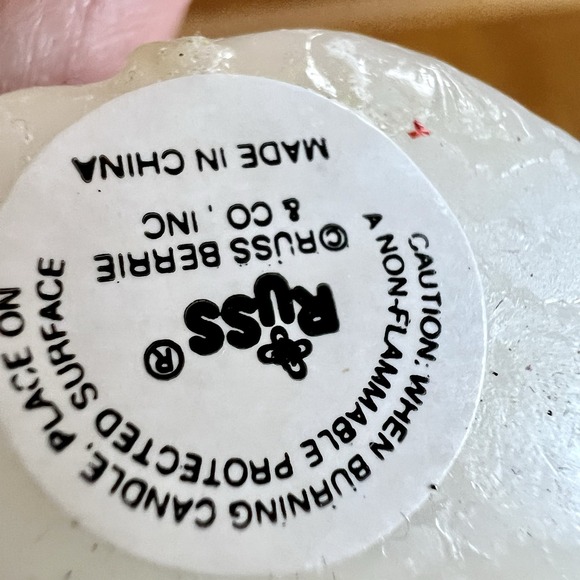 CAUTION: WHEN BURNING CANDLE, PLACE ON
A NON-FLAMMABLE PROTECTED SURFACE
RUSS®
©RUSS BERRIE
& CO. INC
MADE IN CHINA